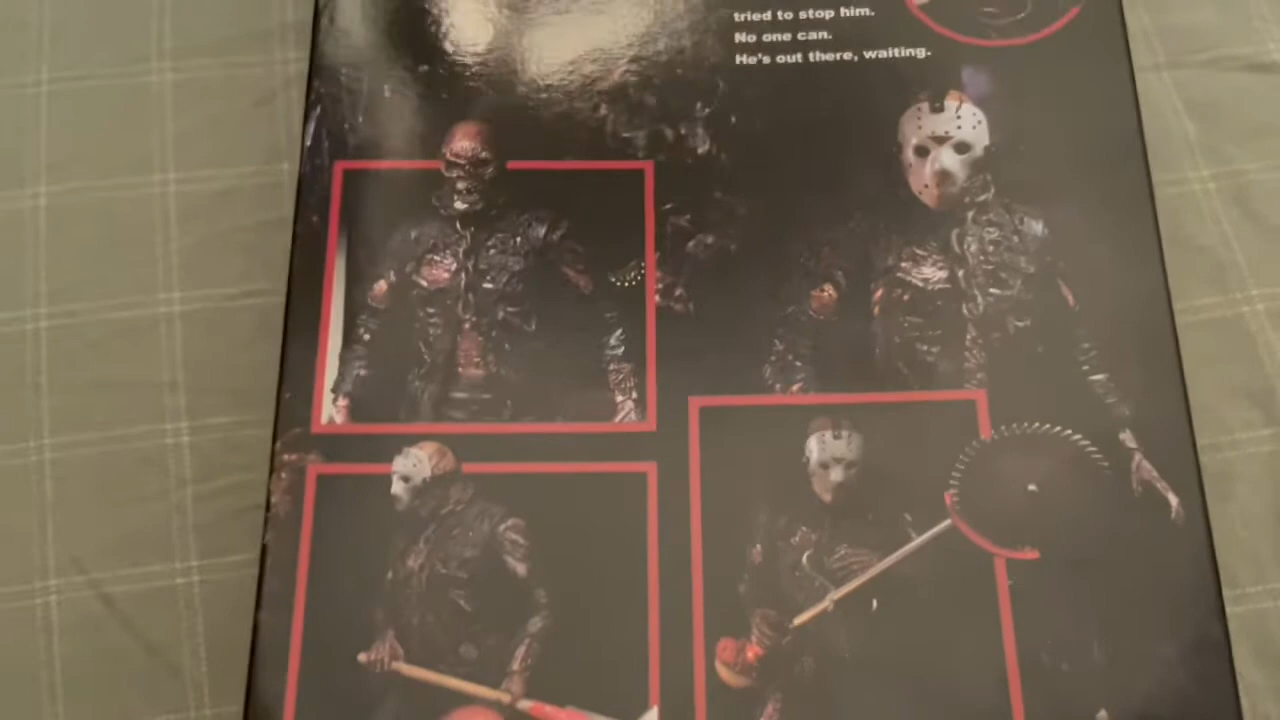 tried to stop him.
No one can.
He's out there, waiting.